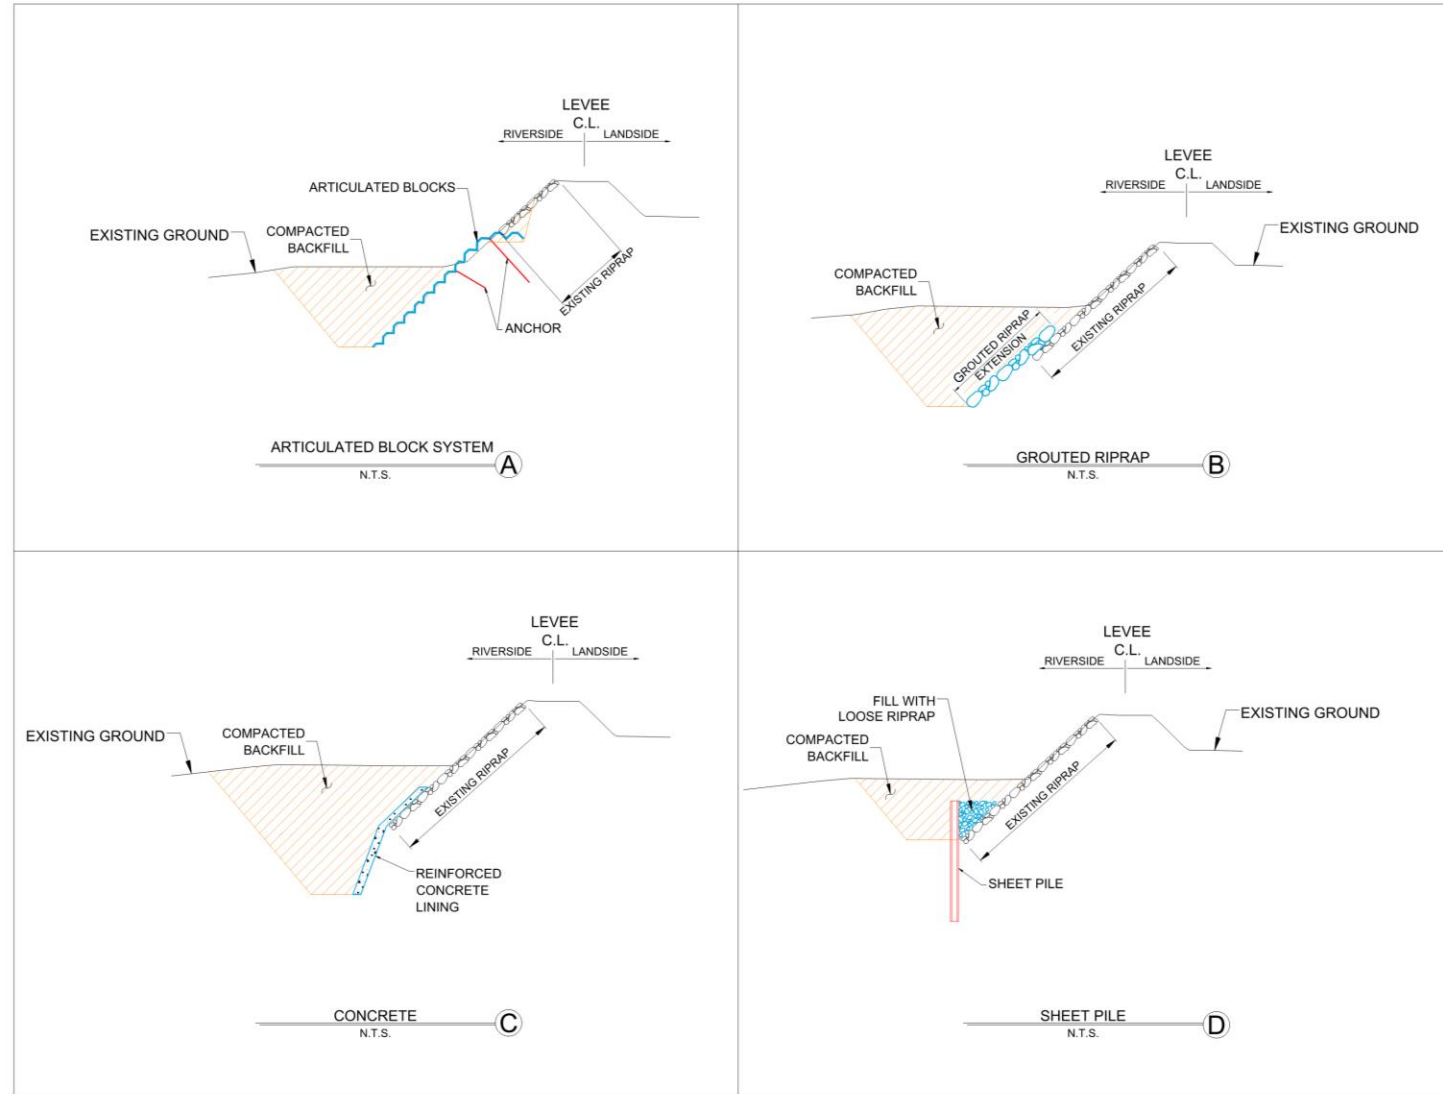 LEVEE
C.L.
RIVERSIDE
LANDSIDE
ARTICULATED BLOCKS
EXISTING GROUND
COMPACTED
BACKFILL
EXISTING RIPRAP
ANCHOR
ARTICULATED BLOCK SYSTEM
A
N.T.S.
LEVEE
C.L.
RIVERSIDE
LANDSIDE
EXISTING GROUND
COMPACTED
BACKFILL
GROUTED RIPRAP
EXTENSION
EXISTING RIPRAP
GROUTED RIPRAP
B
N.T.S.
LEVEE
C.L.
RIVERSIDE
LANDSIDE
EXISTING GROUND
COMPACTED
BACKFILL
EXISTING RIPRAP
REINFORCED
CONCRETE
LINING
CONCRETE
C
N.T.S.
LEVEE
C.L.
RIVERSIDE
LANDSIDE
FILL WITH
LOOSE RIPRAP
EXISTING GROUND
COMPACTED
BACKFILL
EXISTING RIPRAP
SHEET PILE
SHEET PILE
D
N.T.S.